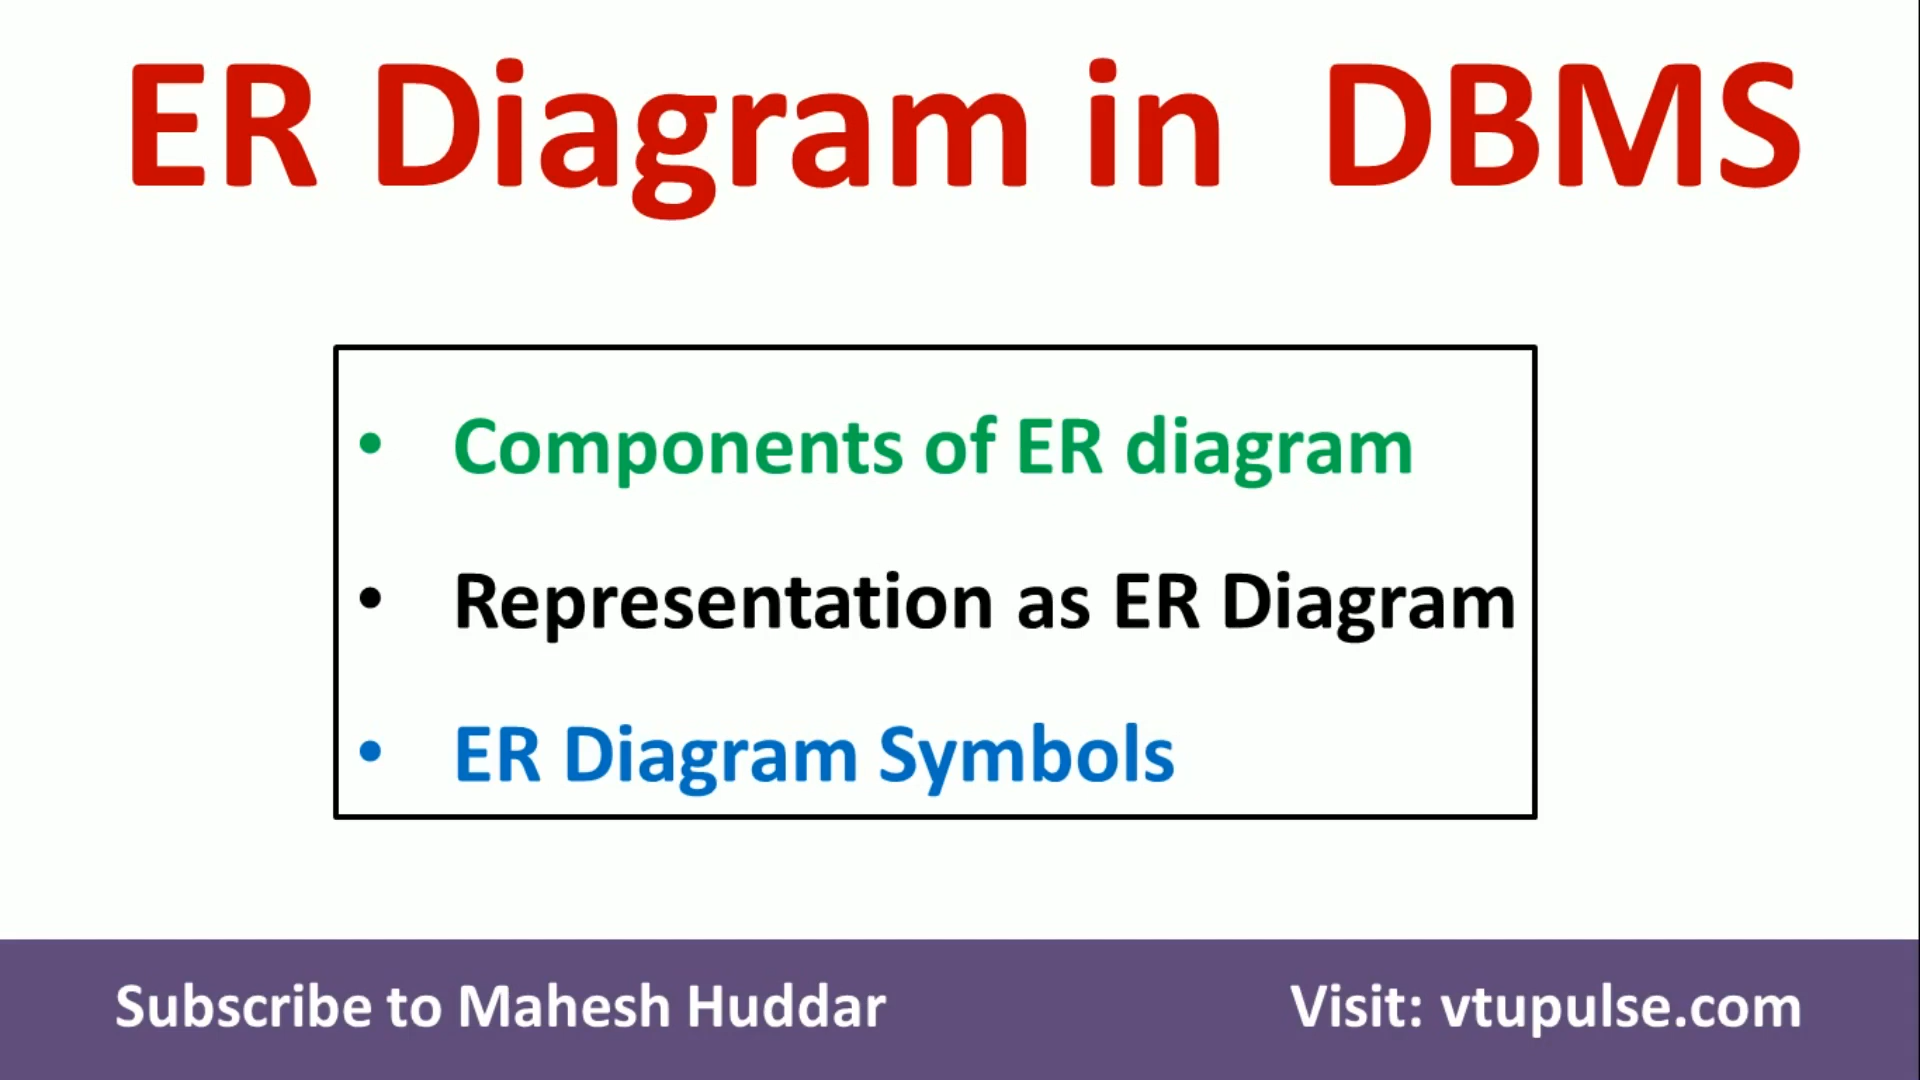 ER Diagram in DBMS
• Components of ER diagram
• Representation as ER Diagram
• ER Diagram Symbols
Subscribe to Mahesh Huddar
Visit: vtupulse.com